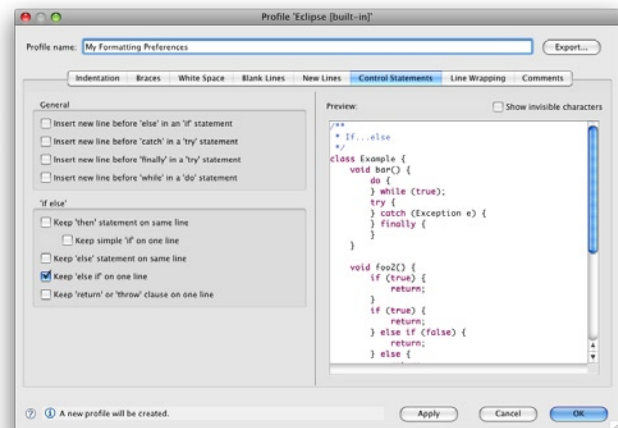 Profile 'Eclipse [built-in]'
Profile name: My Formatting Preferences Export...
Indentation Braces White Space Blank Lines New Lines Control Statements Line Wrapping Comments
General
Insert new line before 'else' in an 'if' statement
Insert new line before 'catch' in a 'try' statement
Insert new line before 'finally' in a 'try' statement
Insert new line before 'while' in a 'do' statement
'if else'
Keep 'then' statement on same line
Keep simple 'if' on one line
Keep 'else' statement on same line
Keep 'else if' on one line
Keep 'return' or 'throw' clause on one line
Preview: Show invisible characters
/**
* If...else
*/
class Example {
void bar() {
do {
} while (true);
try {
} catch (Exception e) {
} finally {
}
}
void foo2() {
if (true) {
return;
}
if (true) {
return;
} else if (false) {
return;
} else {
A new profile will be created. Apply Cancel OK